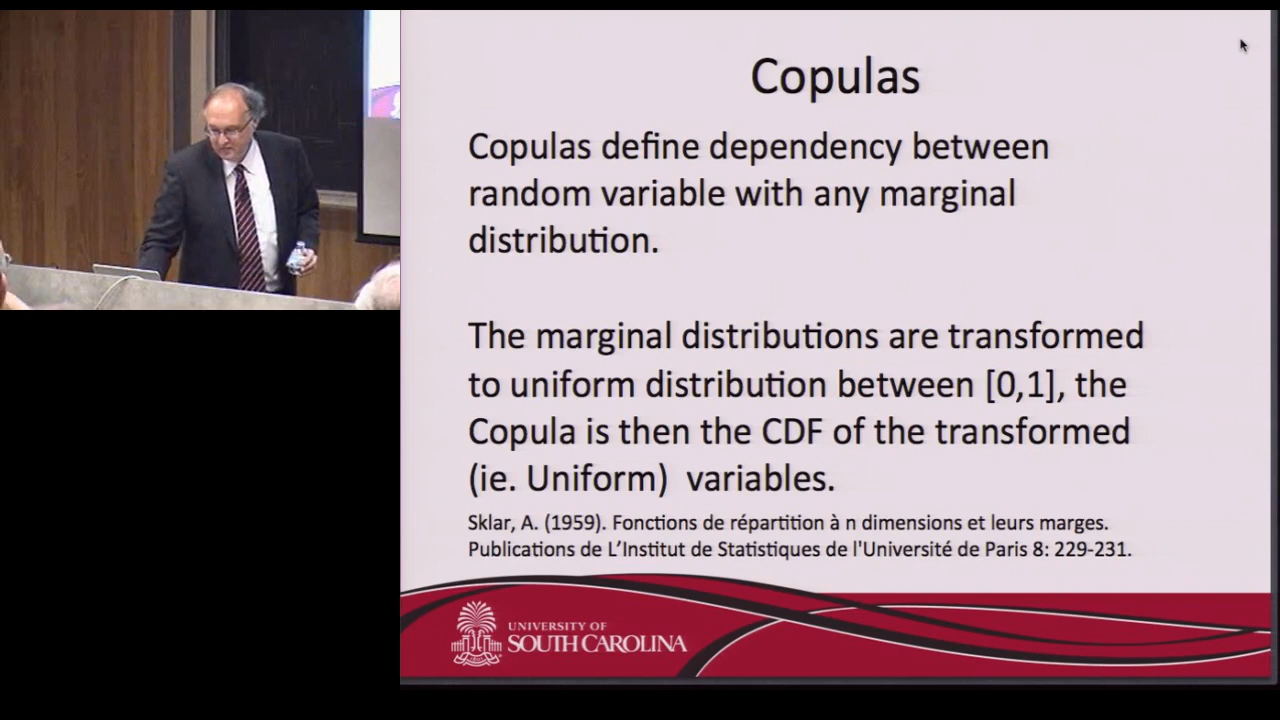 Copulas
Copulas define dependency between
random variable with any marginal
distribution.
The marginal distributions are transformed
to uniform distribution between [0,1], the
Copula is then the CDF of the transformed
(ie. Uniform)  variables.
Sklar, A. (1959). Fonctions de répartition à n dimensions et leurs marges.
Publications de L’Institut de Statistiques de l'Université de Paris 8: 229-231.
UNIVERSITY OF
SOUTH CAROLINA